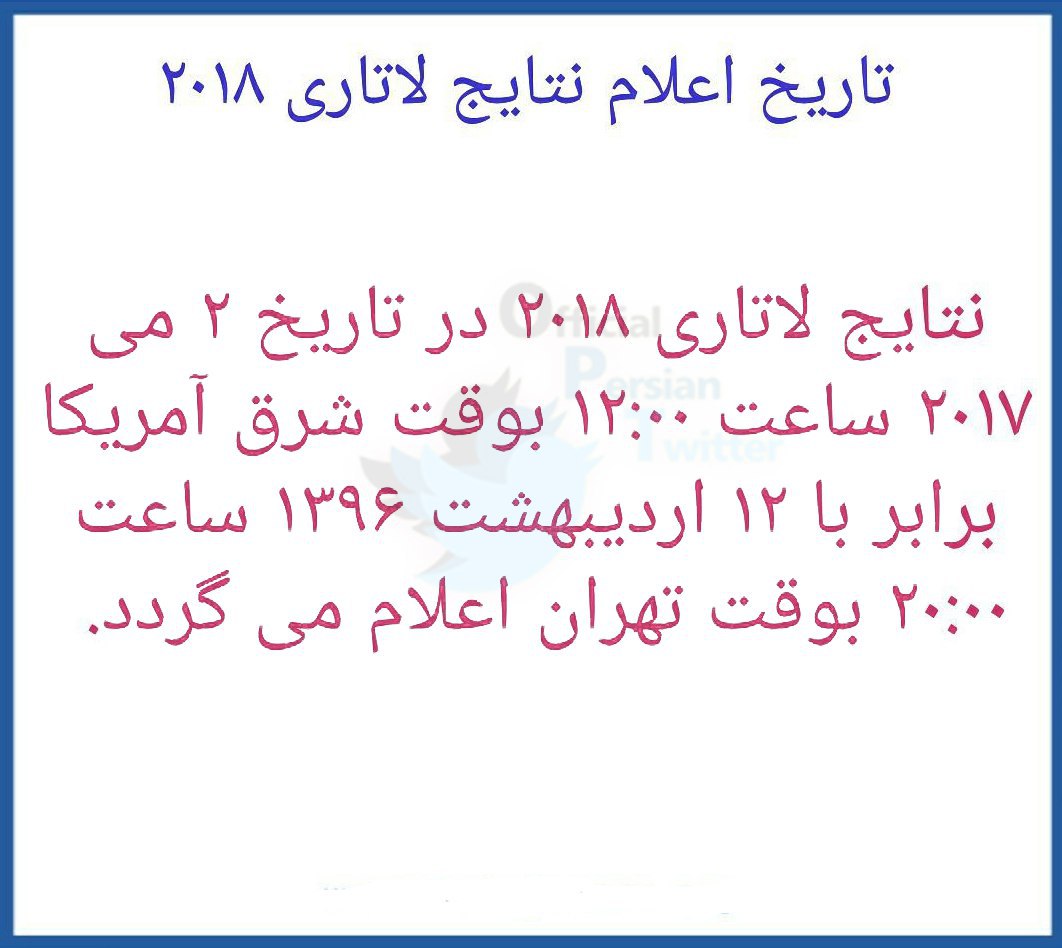 تاریخ اعلام نتایج لاتاری ۲۰۱۸
نتایج لاتاری ۲۰۱۸ در تاریخ ۲ می
۲۰۱۷ ساعت ۱۲:۰۰ بوقت شرق آمریکا
برابر با ۱۲ اردیبهشت ۱۳۹۶ ساعت
۲۰:۰۰ بوقت تهران اعلام می گردد.
Official
Persian
Twitter